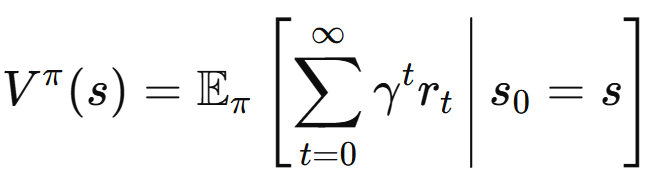 V^π(s) = 𝔼_π [ ∑_{t=0}^{∞} γ^t r_t | s_0 = s ]